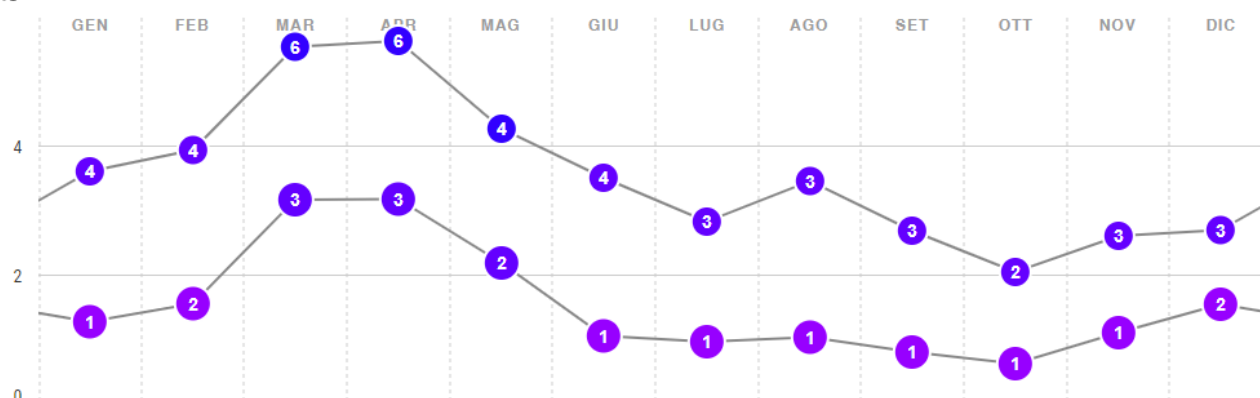 GEN FEB MAR APR MAG GIU LUG AGO SET OTT NOV DIC
6 6
4 4 4 4
4 3 3 3 3 3
3 3
2 2 2
1 2 1 1 1 1 1 1 2
0